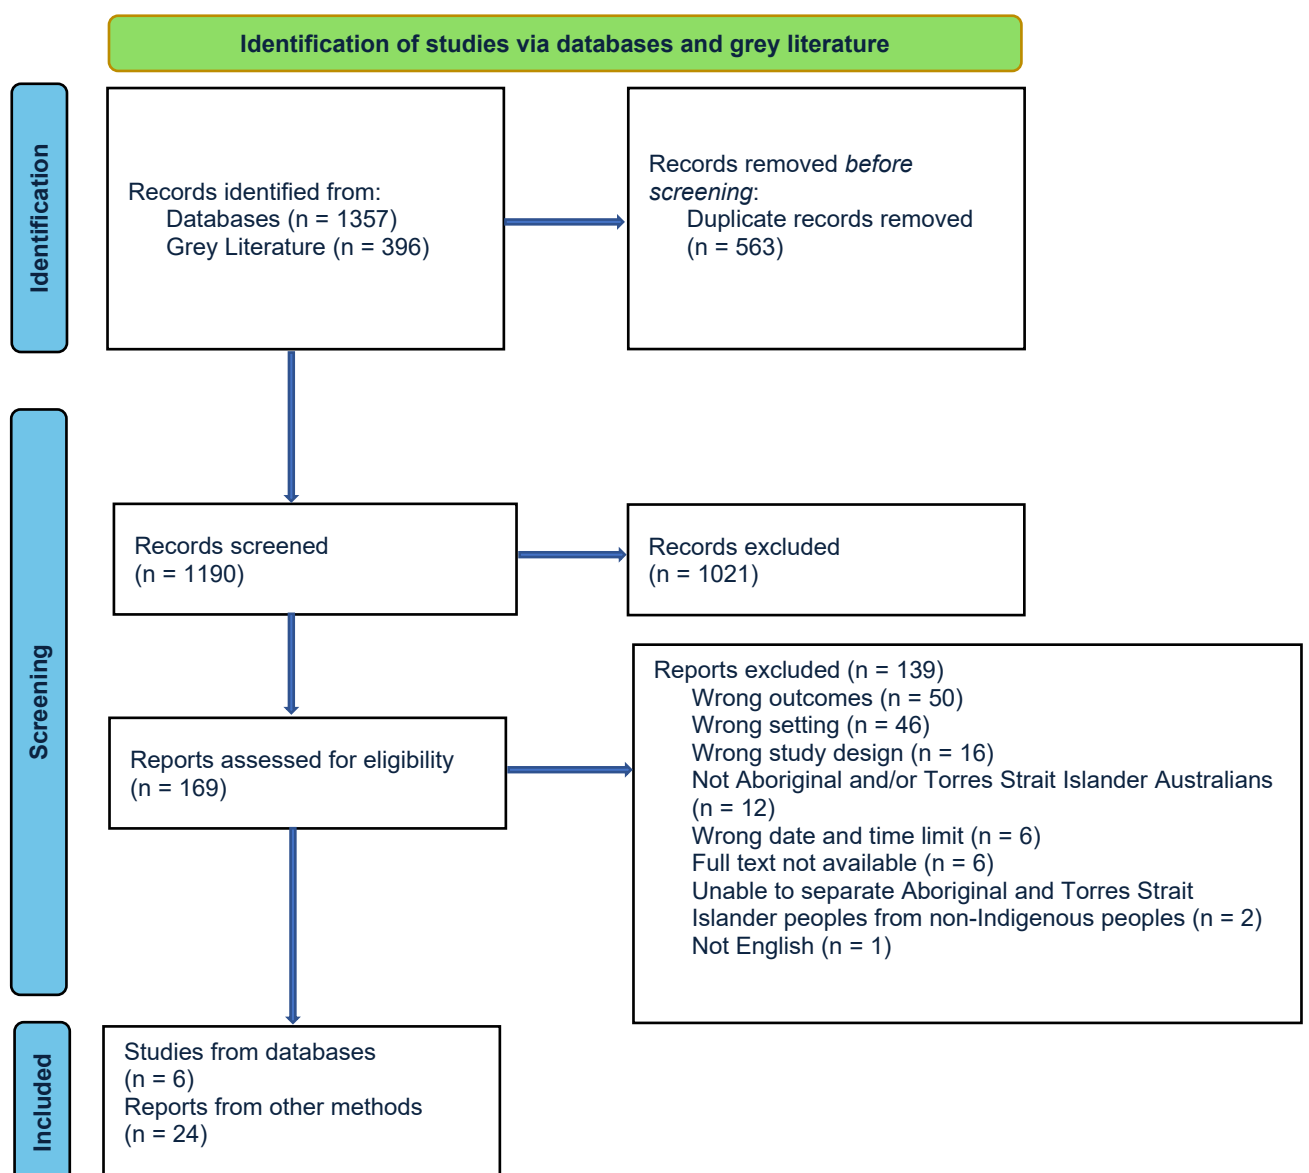 Identification of studies via databases and grey literature
Identification
Records identified from:
Databases (n = 1357)
Grey Literature (n = 396)
Records removed before
screening:
Duplicate records removed
(n = 563)
Screening
Records screened
(n = 1190)
Records excluded
(n = 1021)
Reports assessed for eligibility
(n = 169)
Reports excluded (n = 139)
Wrong outcomes (n = 50)
Wrong setting (n = 46)
Wrong study design (n = 16)
Not Aboriginal and/or Torres Strait Islander Australians
(n = 12)
Wrong date and time limit (n = 6)
Full text not available (n = 6)
Unable to separate Aboriginal and Torres Strait
Islander peoples from non-Indigenous peoples (n = 2)
Not English (n = 1)
Included
Studies from databases
(n = 6)
Reports from other methods
(n = 24)